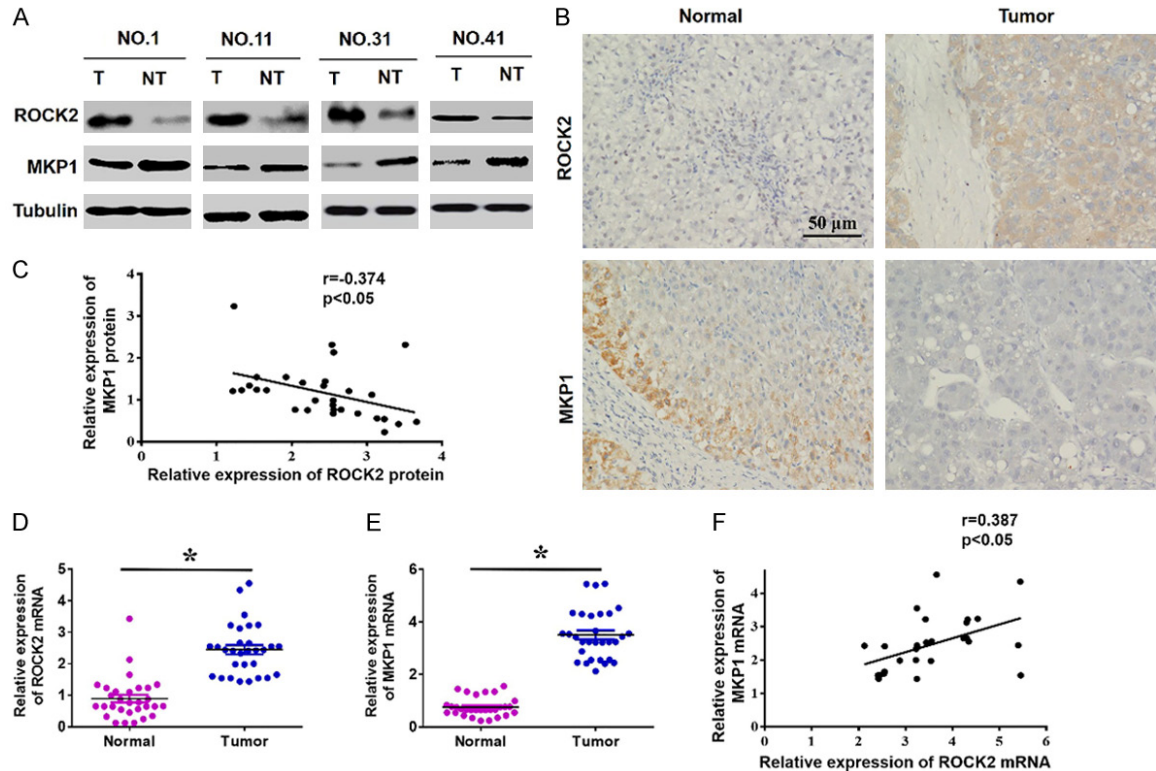 A
NO.1 NO.11 NO.31 NO.41
T NT T NT T NT T NT
ROCK2
MKP1
Tubulin
B
Normal Tumor
ROCK2
50 µm
MKP1
C
r=-0.374
p<0.05
Relative expression of
MKP1 protein
4
3
2
1
0
0 1 2 3 4
Relative expression of ROCK2 protein
D
*
Relative expression
of ROCK2 mRNA
5
4
3
2
1
0
Normal Tumor
E
*
Relative expression
of MKP1 mRNA
6
4
2
0
Normal Tumor
F
r=0.387
p<0.05
Relative expression of
MKP1 mRNA
5
4
3
2
1
0
0 1 2 3 4 5 6
Relative expression of ROCK2 mRNA